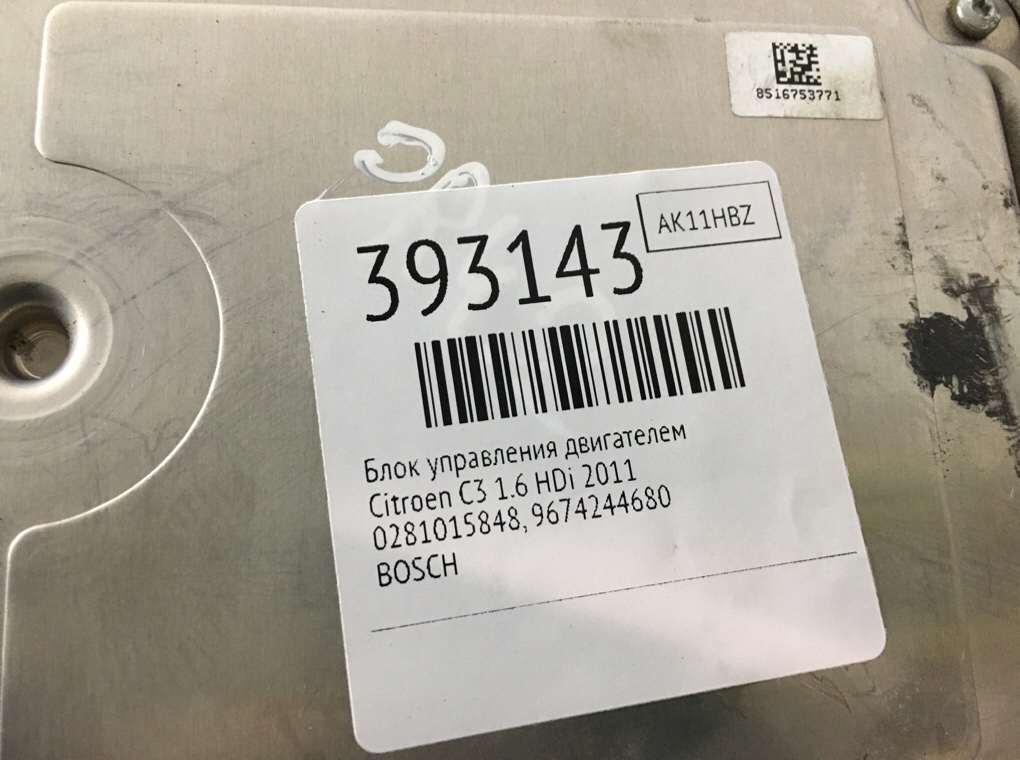 8516753771
393143
AK11HBZ
Блок управления двигателем
Citroen C3 1.6 HDi 2011
0281015848, 9674244680
BOSCH